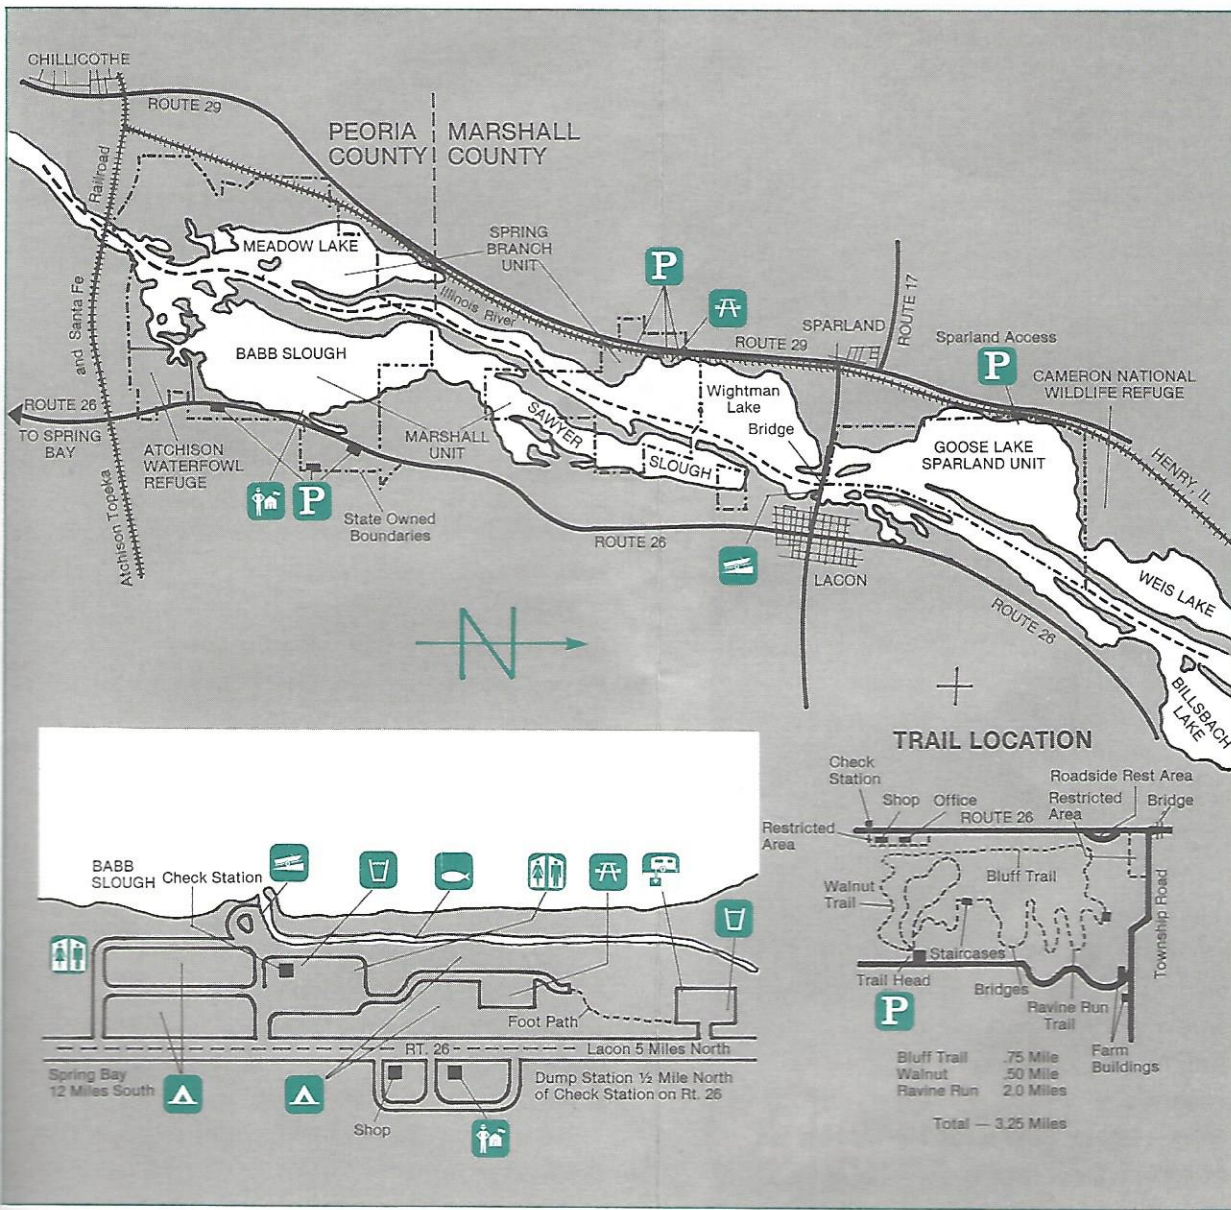 CHILLICOTHE
ROUTE 29
PEORIA
COUNTY
MARSHALL
COUNTY
Railroad
and Santa Fe
Atchison Topeka
MEADOW LAKE
SPRING
BRANCH
UNIT
Illinois River
P
ROUTE 17
SPARLAND
ROUTE 29
Sparland Access
P
CAMERON NATIONAL
WILDLIFE REFUGE
BABB SLOUGH
Wightman
Lake
Bridge
ROUTE 26
TO SPRING
BAY
ATCHISON
WATERFOWL
REFUGE
MARSHALL
UNIT
SAWYER
SLOUGH
GOOSE LAKE
SPARLAND UNIT
HENRY, IL
P
State Owned
Boundaries
ROUTE 26
LACON
WEIS LAKE
ROUTE 26
BILLSBACH
LAKE
N
BABB
SLOUGH
Check Station
Foot Path
RT. 26
Lacon 5 Miles North
Spring Bay
12 Miles South
Dump Station ½ Mile North
of Check Station on Rt. 26
Shop
TRAIL LOCATION
Check
Station
Shop
Office
ROUTE 26
Roadside Rest Area
Restricted
Area
Bridge
Restricted
Area
Bluff Trail
Walnut
Trail
Township Road
Staircases
Trail Head
P
Bridges
Ravine Run
Trail
Farm
Buildings
Bluff Trail .75 Mile
Walnut .50 Mile
Ravine Run 2.0 Miles
Total — 3.25 Miles